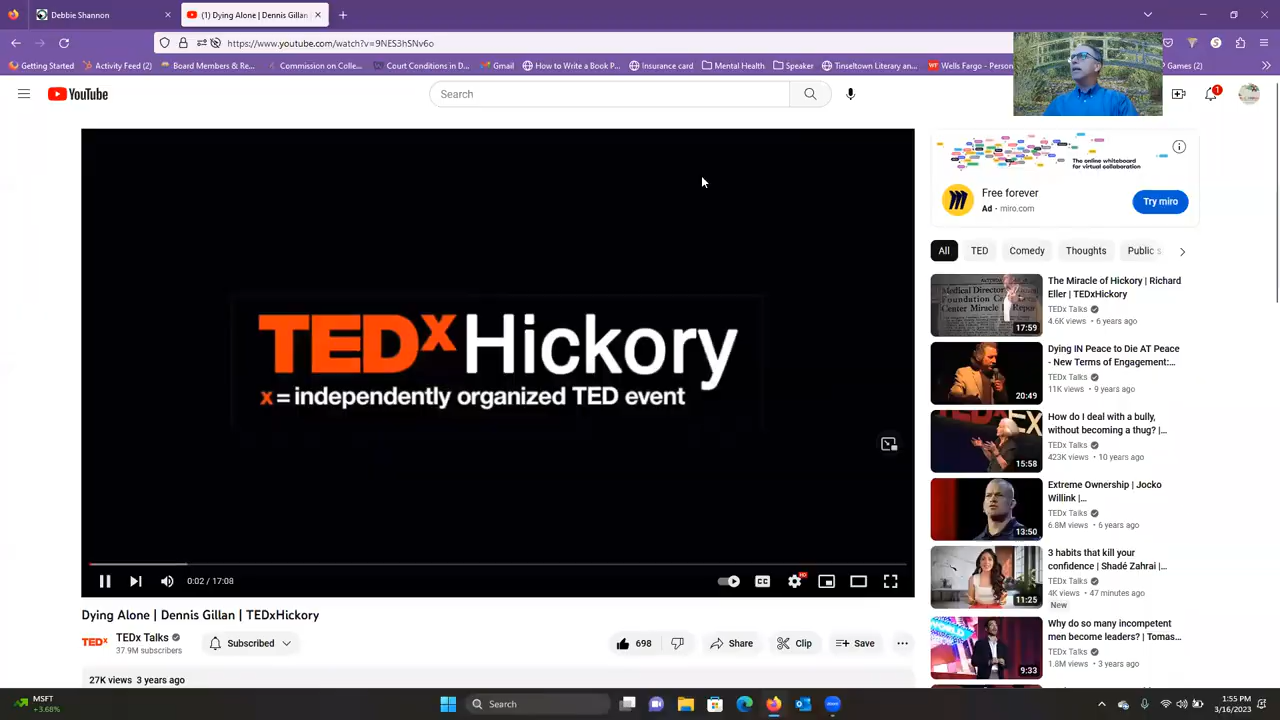 Debbie Shannon
(1) Dying Alone | Dennis Gillan
https://www.youtube.com/watch?v=9NES3hSNv6o
Getting Started
Activity Feed (2)
Board Members & Re...
Commission on Colle...
Court Conditions in D...
Gmail
How to Write a Book P...
Insurance card
Mental Health
Speaker
Tinseltown Literary an...
Wells Fargo - Person
Games (2)
YouTube
Search
1
TEDxHickory
x = independently organized TED event
0:02 / 17:08
CC
HD
Dying Alone | Dennis Gillan | TEDxHickory
TEDx
TEDx Talks
37.9M subscribers
Subscribed
698
Share
Clip
Save
27K views 3 years ago
The online whiteboard
for virtual collaboration
Free forever
Ad · miro.com
Try miro
All
TED
Comedy
Thoughts
Public s
The Miracle of Hickory | Richard
Eller | TEDxHickory
TEDx Talks
4.6K views • 6 years ago
17:59
Dying IN Peace to Die AT Peace
- New Terms of Engagement:...
TEDx Talks
11K views • 9 years ago
20:49
How do I deal with a bully,
without becoming a thug? |...
TEDx Talks
423K views • 10 years ago
15:58
Extreme Ownership | Jocko
Willink |...
TEDx Talks
6.8M views • 6 years ago
13:50
3 habits that kill your
confidence | Shadé Zahrai |...
TEDx Talks
4K views • 47 minutes ago
New
11:25
Why do so many incompetent
men become leaders? | Tomas...
TEDx Talks
1.8M views • 3 years ago
9:33
MSFT
+3.68%
Search
1:55 PM
3/16/2023